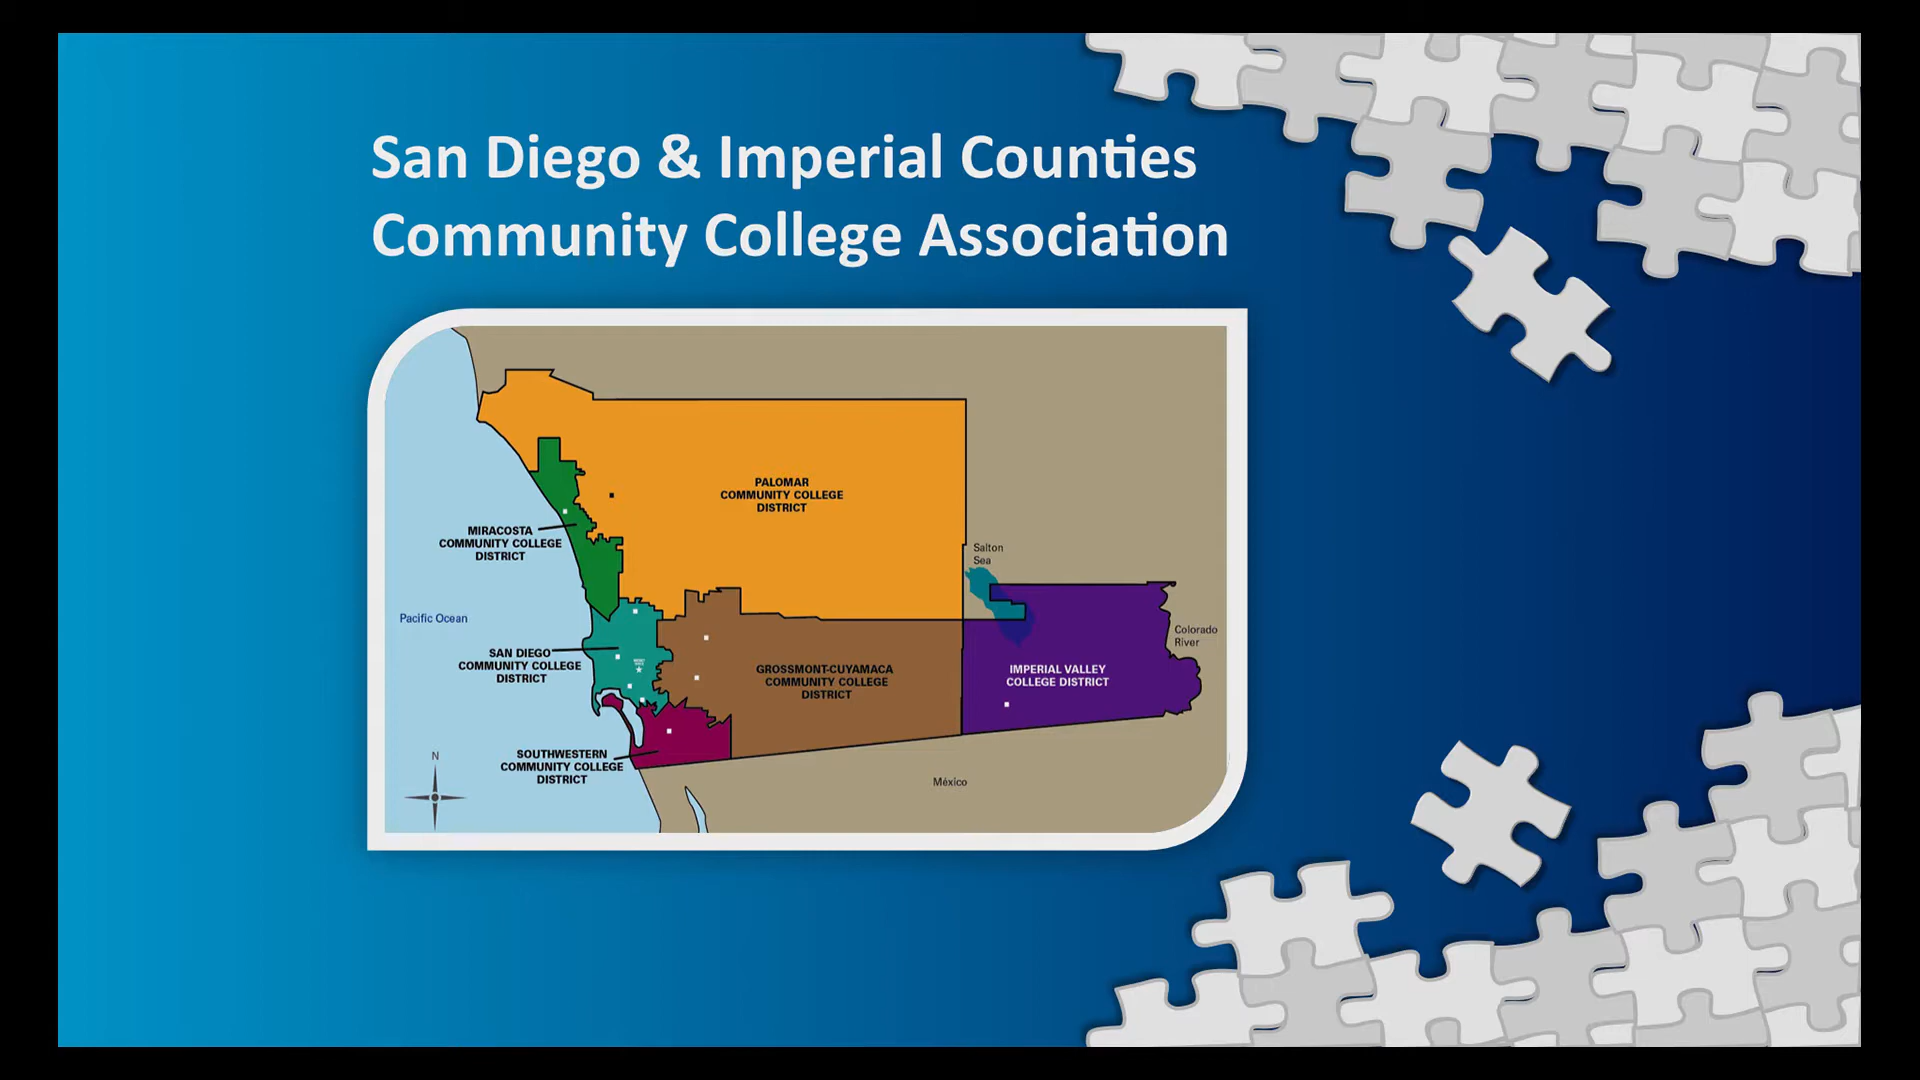 San Diego & Imperial Counties
Community College Association
PALOMAR
COMMUNITY COLLEGE
DISTRICT
MIRACOSTA
COMMUNITY COLLEGE
DISTRICT
Salton
Sea
Pacific Ocean
Colorado
River
SAN DIEGO
COMMUNITY COLLEGE
DISTRICT
GROSSMONT-CUYAMACA
COMMUNITY COLLEGE
DISTRICT
IMPERIAL VALLEY
COLLEGE DISTRICT
SOUTHWESTERN
COMMUNITY COLLEGE
DISTRICT
N
México